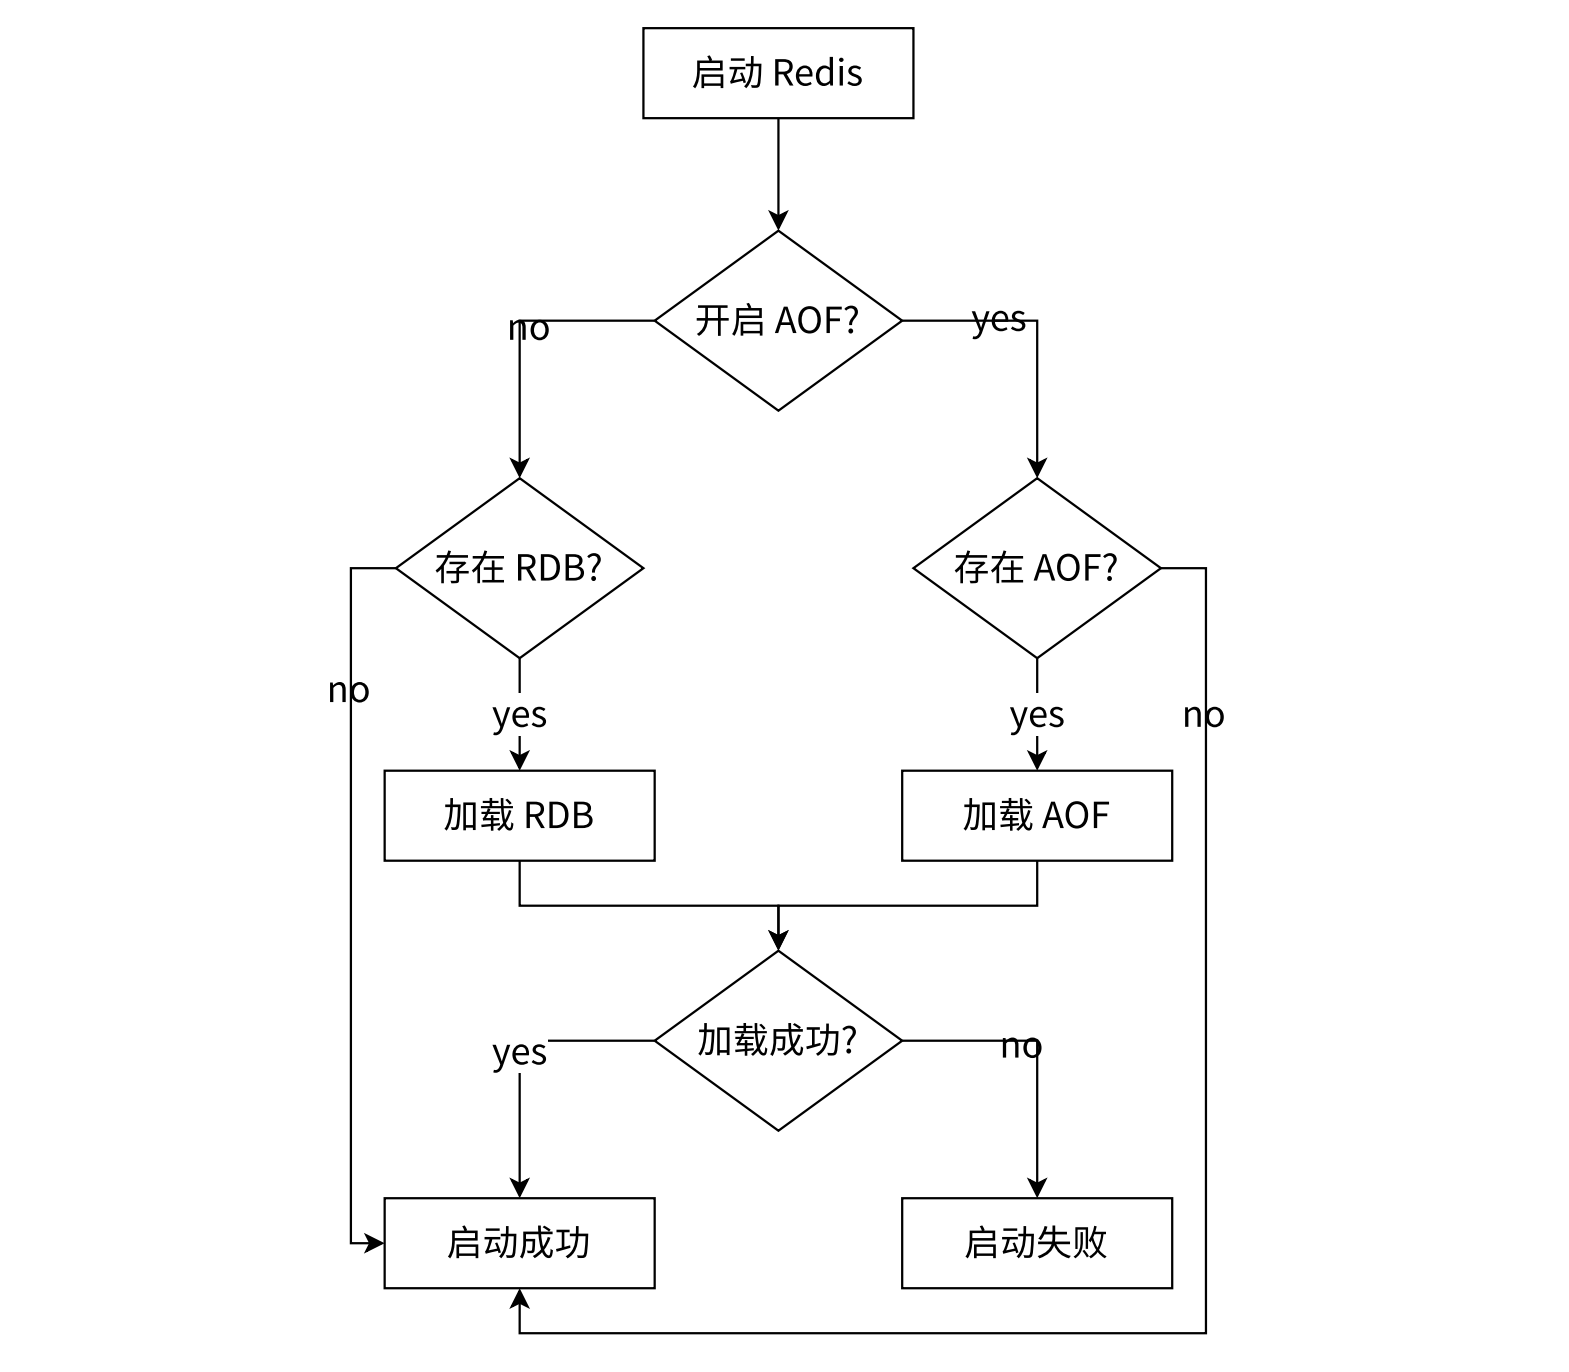 启动 Redis
开启 AOF?
no
yes
存在 RDB?
存在 AOF?
no
yes
yes
no
加载 RDB
加载 AOF
加载成功?
yes
no
启动成功
启动失败